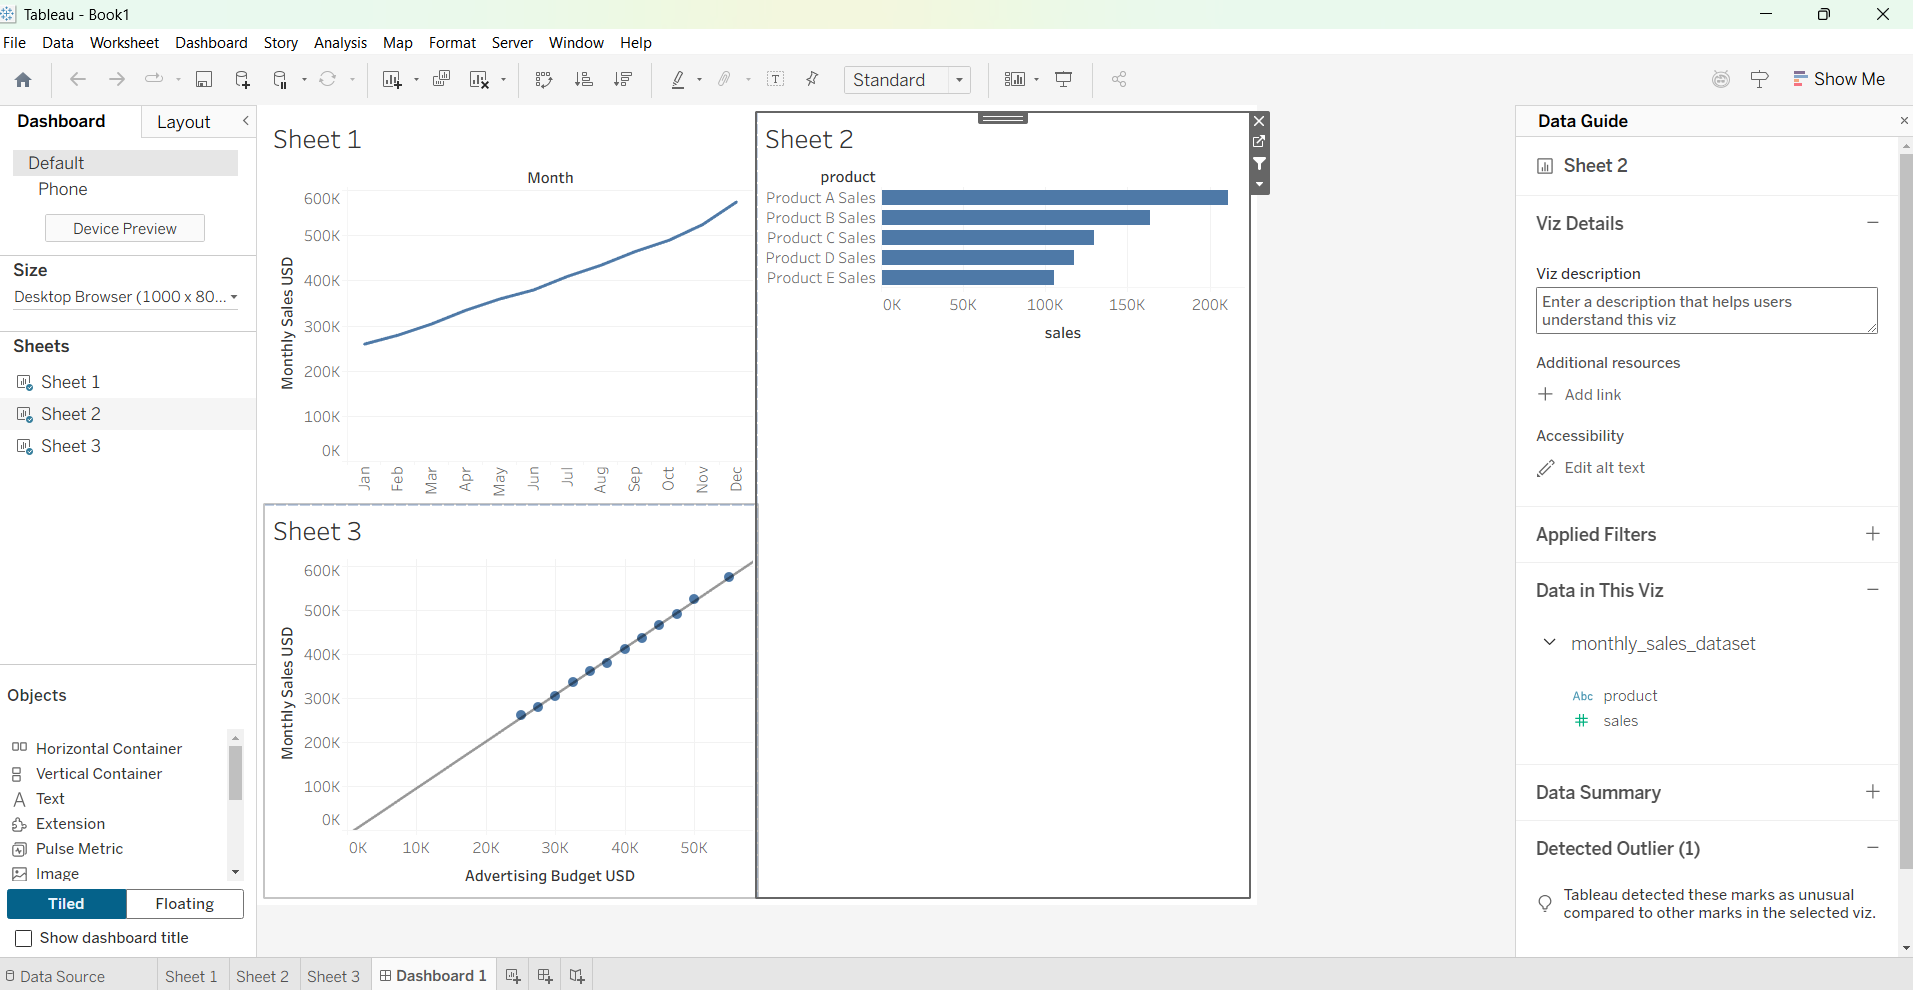 Tableau - Book1
File Data Worksheet Dashboard Story Analysis Map Format Server Window Help
Standard
Show Me
Dashboard
Layout
Default
Phone
Device Preview
Size
Desktop Browser (1000 x 80...
Sheets
Sheet 1
Sheet 2
Sheet 3
Objects
Horizontal Container
Vertical Container
Text
Extension
Pulse Metric
Image
Tiled
Floating
Show dashboard title
Sheet 1
Month
Monthly Sales USD
600K
500K
400K
300K
200K
100K
0K
Jan Feb Mar Apr May Jun Jul Aug Sep Oct Nov Dec
Sheet 2
product
Product A Sales
Product B Sales
Product C Sales
Product D Sales
Product E Sales
0K 50K 100K 150K 200K
sales
Sheet 3
Monthly Sales USD
600K
500K
400K
300K
200K
100K
0K
0K 10K 20K 30K 40K 50K
Advertising Budget USD
Data Guide
Sheet 2
Viz Details
Viz description
Enter a description that helps users
understand this viz
Additional resources
Add link
Accessibility
Edit alt text
Applied Filters
Data in This Viz
monthly_sales_dataset
Abc product
# sales
Data Summary
Detected Outlier (1)
Tableau detected these marks as unusual
compared to other marks in the selected viz.
Data Source
Sheet 1
Sheet 2
Sheet 3
Dashboard 1